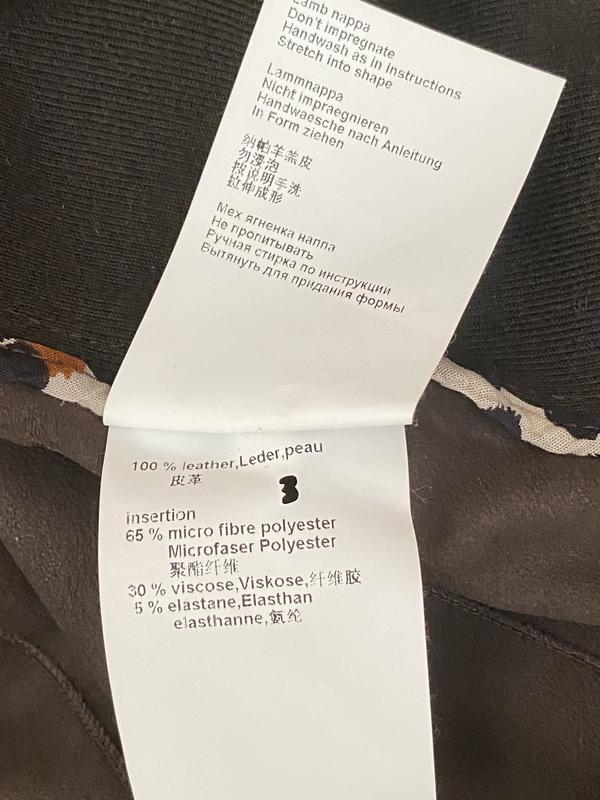 Lamb nappa
Don't impregnate
Handwash as in Instructions
Stretch into shape
Lammnappa
Nicht impraegnieren
Handwaesche nach Anleitung
In Form ziehen
纳帕羊羔皮
勿浸泡
按说明手洗
拉伸成形
Мех ягненка наппа
Не пропитывать
Ручная стирка по инструкции
Вытянуть для придания формы
100 % leather,Leder,peau
皮革
3
insertion
65 % micro fibre polyester
Microfaser Polyester
聚酯纤维
30 % viscose,Viskose,纤维胶
5 % elastane,Elasthan
elasthanne,氨纶